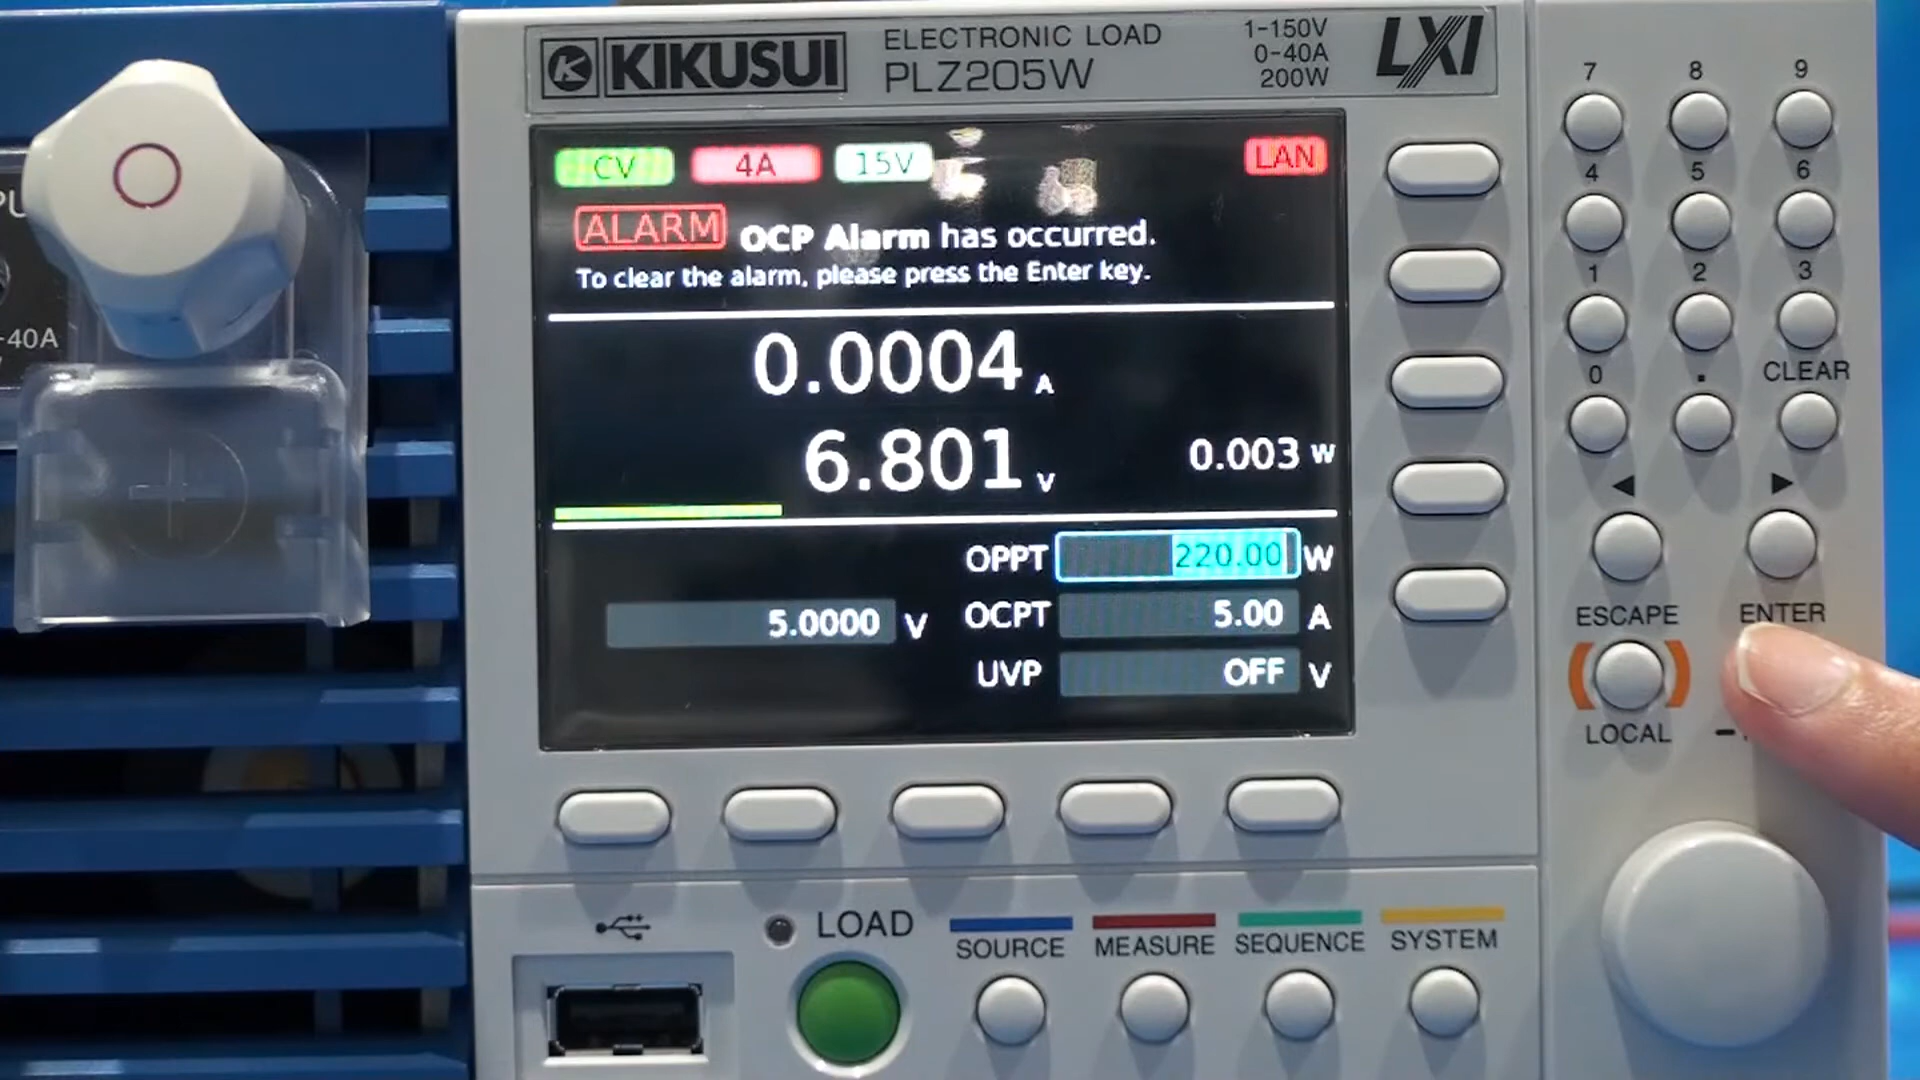 KIKUSUI
ELECTRONIC LOAD
PLZ205W
1-150V
0-40A
200W
LXI
CV 4A 15V LAN
ALARM OCP Alarm has occurred.
To clear the alarm, please press the Enter key.
0.0004 A
6.801 V 0.003 W
OPPT 220.00 W
5.0000 V OCPT 5.00 A
UVP OFF V
7 8 9
4 5 6
1 2 3
0 . CLEAR
◀ ▶
ESCAPE ENTER
LOCAL
-40A
LOAD
SOURCE MEASURE SEQUENCE SYSTEM